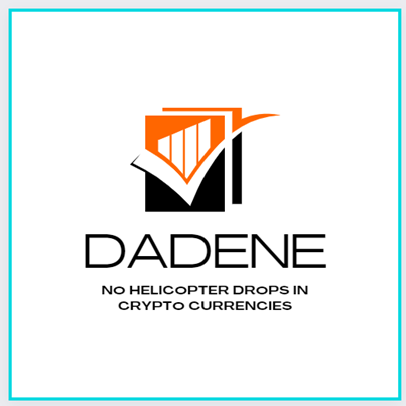 DADENE
NO HELICOPTER DROPS IN
CRYPTO CURRENCIES